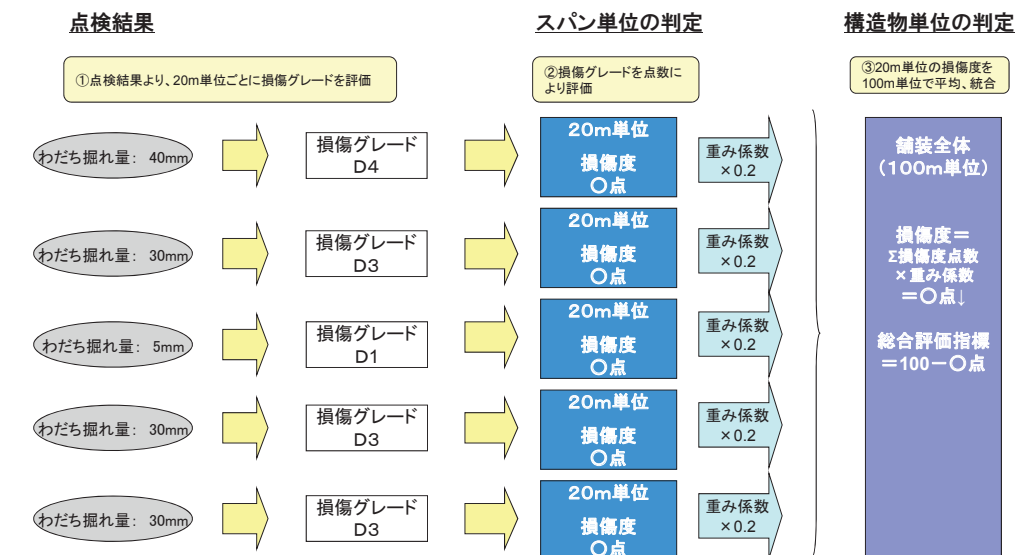 点検結果
スパン単位の判定
構造物単位の判定
①点検結果より、20m単位ごとに損傷グレードを評価
②損傷グレードを点数に
より評価
③20m単位の損傷度を
100m単位で平均、統合
わだち掘れ量： 40mm
損傷グレード
D4
20m単位
損傷度
〇点
重み係数
×0.2
わだち掘れ量： 30mm
損傷グレード
D3
20m単位
損傷度
〇点
重み係数
×0.2
わだち掘れ量： 5mm
損傷グレード
D1
20m単位
損傷度
〇点
重み係数
×0.2
わだち掘れ量： 30mm
損傷グレード
D3
20m単位
損傷度
〇点
重み係数
×0.2
わだち掘れ量： 30mm
損傷グレード
D3
20m単位
損傷度
〇点
重み係数
×0.2
舗装全体
（100m単位）
損傷度＝
Σ損傷度点数
×重み係数
＝〇点↓
総合評価指標
＝100－〇点